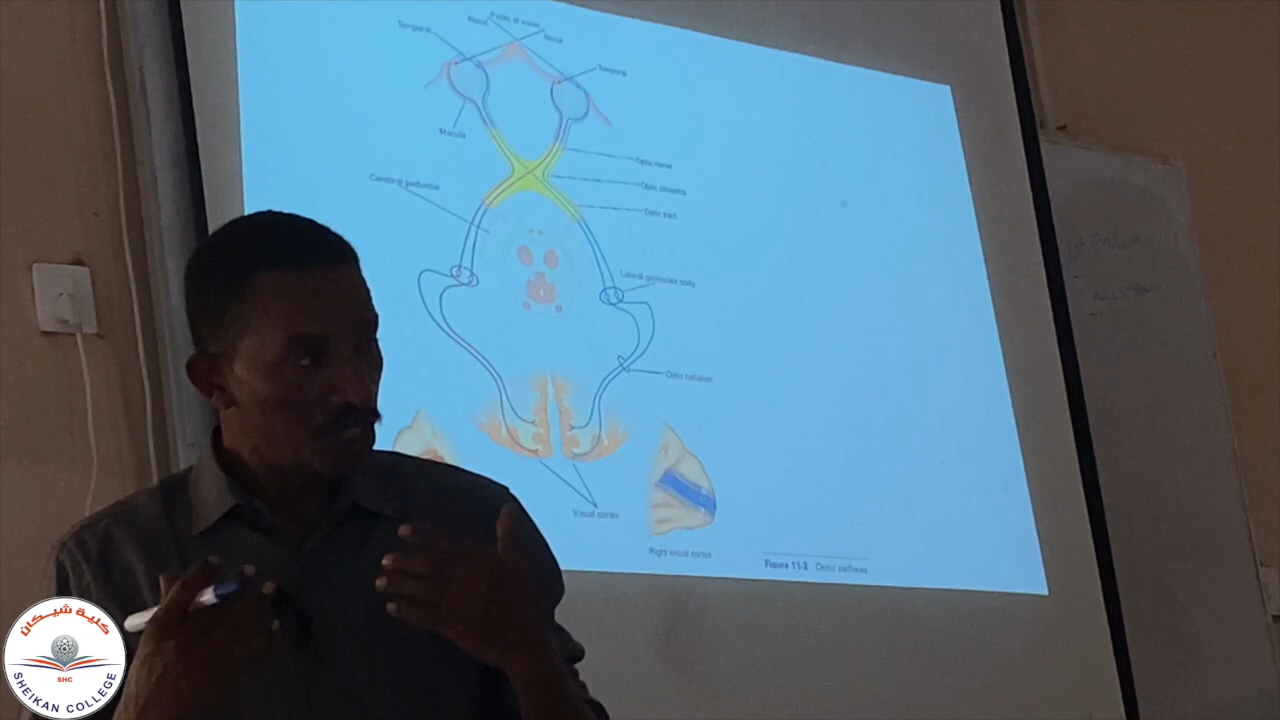 Fields of vision
Nasal
Temporal
Nasal
Temporal
Macula
Optic nerve
Optic chiasma
Cerebral peduncle
Optic tract
Lateral geniculate body
Optic radiation
Visual cortex
Right visual cortex
Figure 11-2 Optic pathway
كلية شيكان
SHC
SHEIKAN COLLEGE